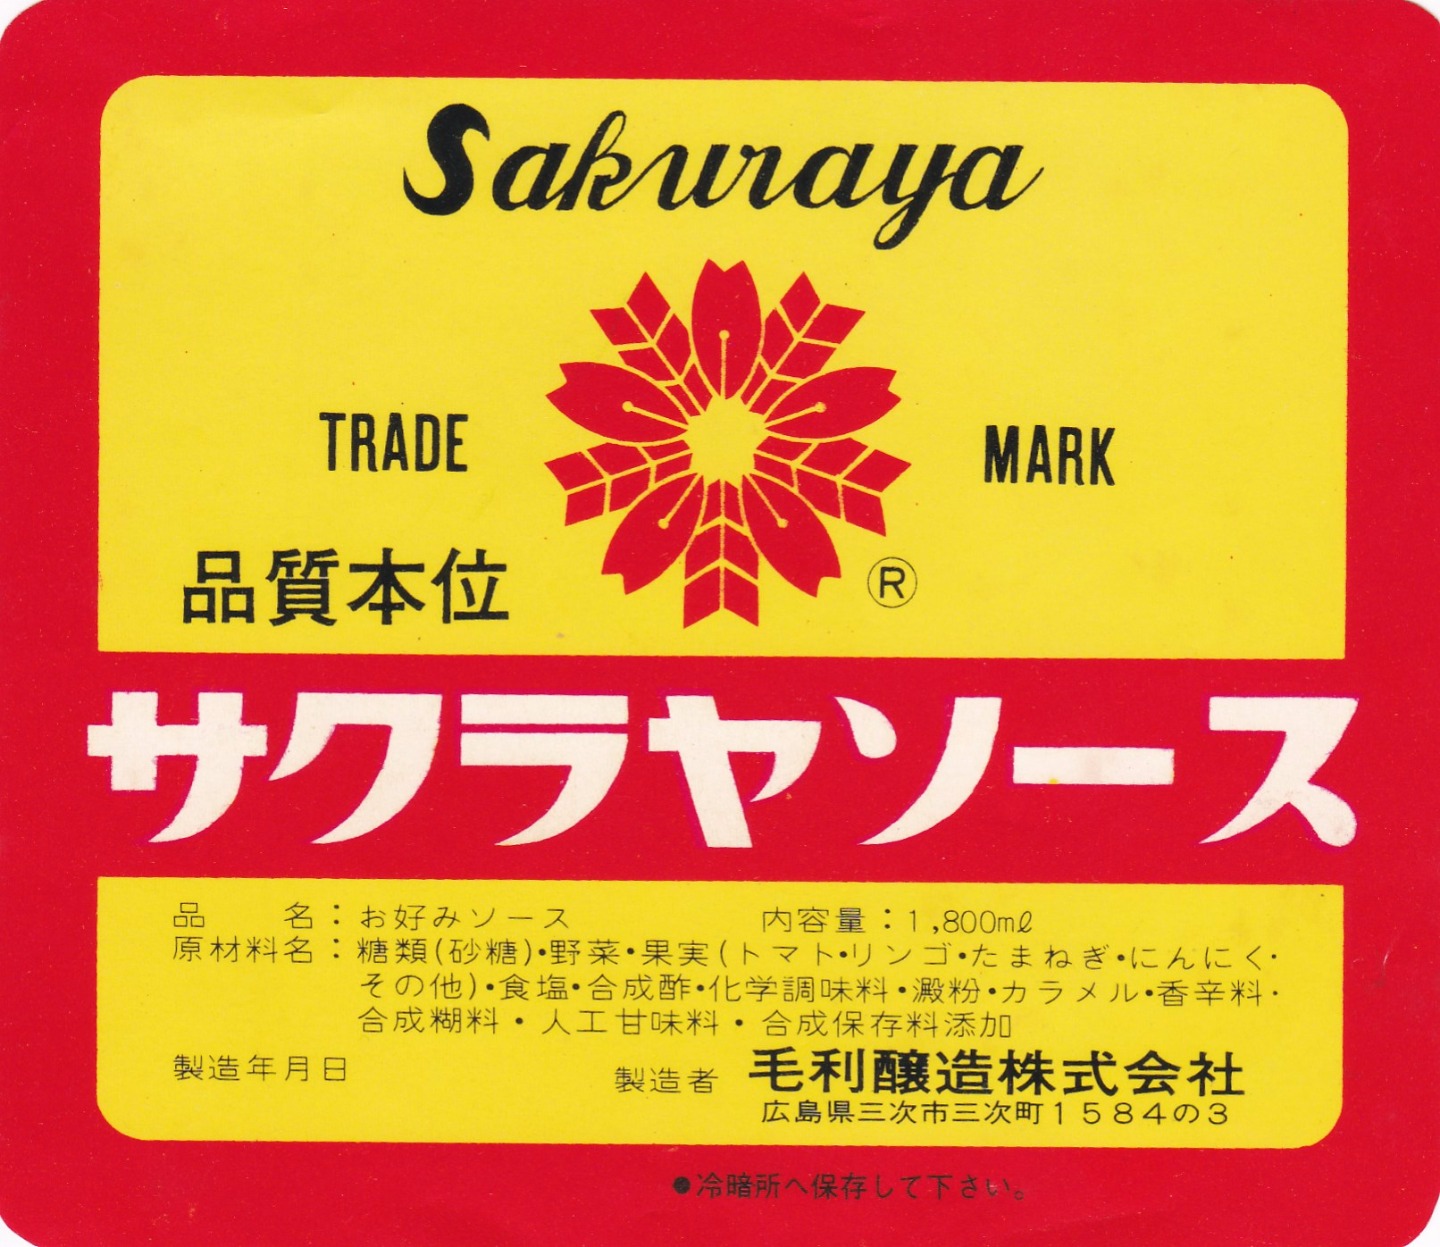 Sakuraya
TRADE MARK
品質本位
®
サクラヤソース
品　名：お好みソース　内容量：1,800mℓ
原材料名：糖類(砂糖)・野菜・果実(トマト・リンゴ・たまねぎ・にんにく・
その他)・食塩・合成酢・化学調味料・澱粉・カラメル・香辛料・
合成糊料・人工甘味料・合成保存料添加
製造年月日
製造者　毛利醸造株式会社
広島県三次市三次町1584の3
●冷暗所へ保存して下さい。